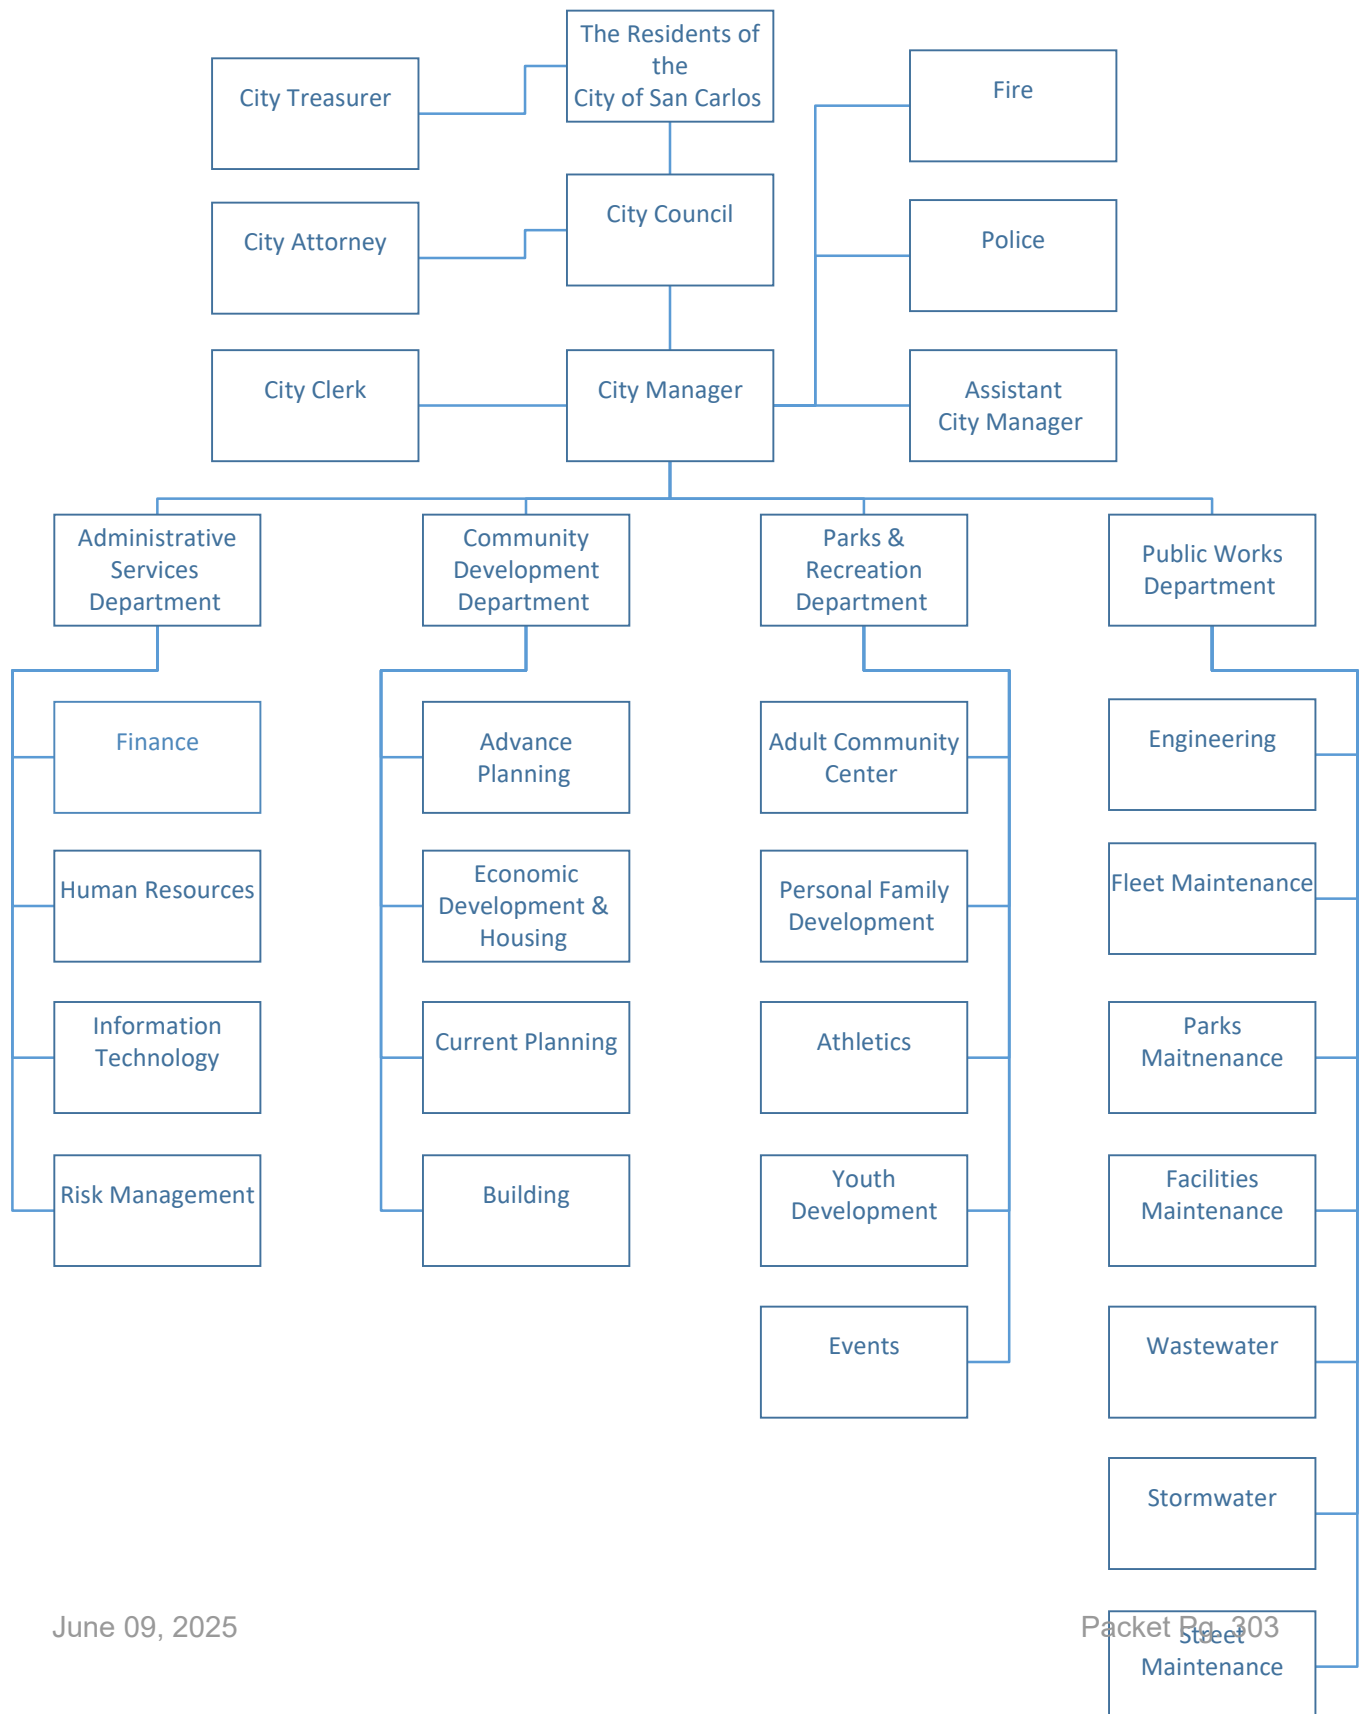 The Residents of
the
City of San Carlos
City Treasurer
Fire
City Council
City Attorney
Police
City Clerk
City Manager
Assistant
City Manager
Administrative
Services
Department
Community
Development
Department
Parks &
Recreation
Department
Public Works
Department
Finance
Human Resources
Information
Technology
Risk Management
Advance
Planning
Economic
Development &
Housing
Current Planning
Building
Adult Community
Center
Personal Family
Development
Athletics
Youth
Development
Events
Engineering
Fleet Maintenance
Parks
Maitnenance
Facilities
Maintenance
Wastewater
Stormwater
Street
Maintenance
June 09, 2025
Packet Pg. 303